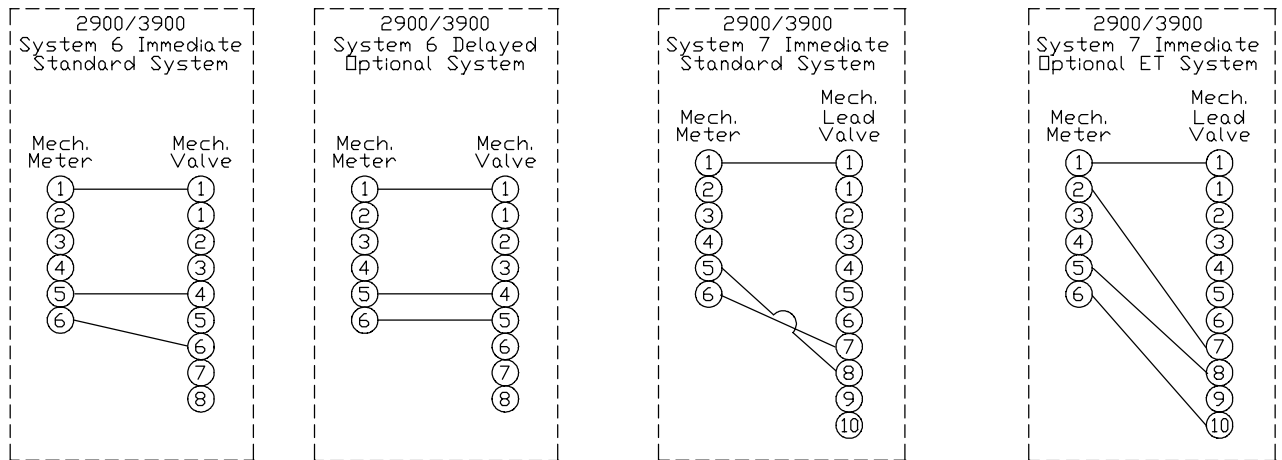 2900/3900
System 6 Immediate
Standard System
Mech.
Meter
Mech.
Valve
1
2
3
4
5
6
1
1
2
3
4
5
6
7
8
2900/3900
System 6 Delayed
Optional System
Mech.
Meter
Mech.
Valve
1
2
3
4
5
6
1
1
2
3
4
5
6
7
8
2900/3900
System 7 Immediate
Standard System
Mech.
Meter
Mech.
Lead
Valve
1
2
3
4
5
6
1
1
2
3
4
5
6
7
8
9
10
2900/3900
System 7 Immediate
Optional ET System
Mech.
Meter
Mech.
Lead
Valve
1
2
3
4
5
6
1
1
2
3
4
5
6
7
8
9
10